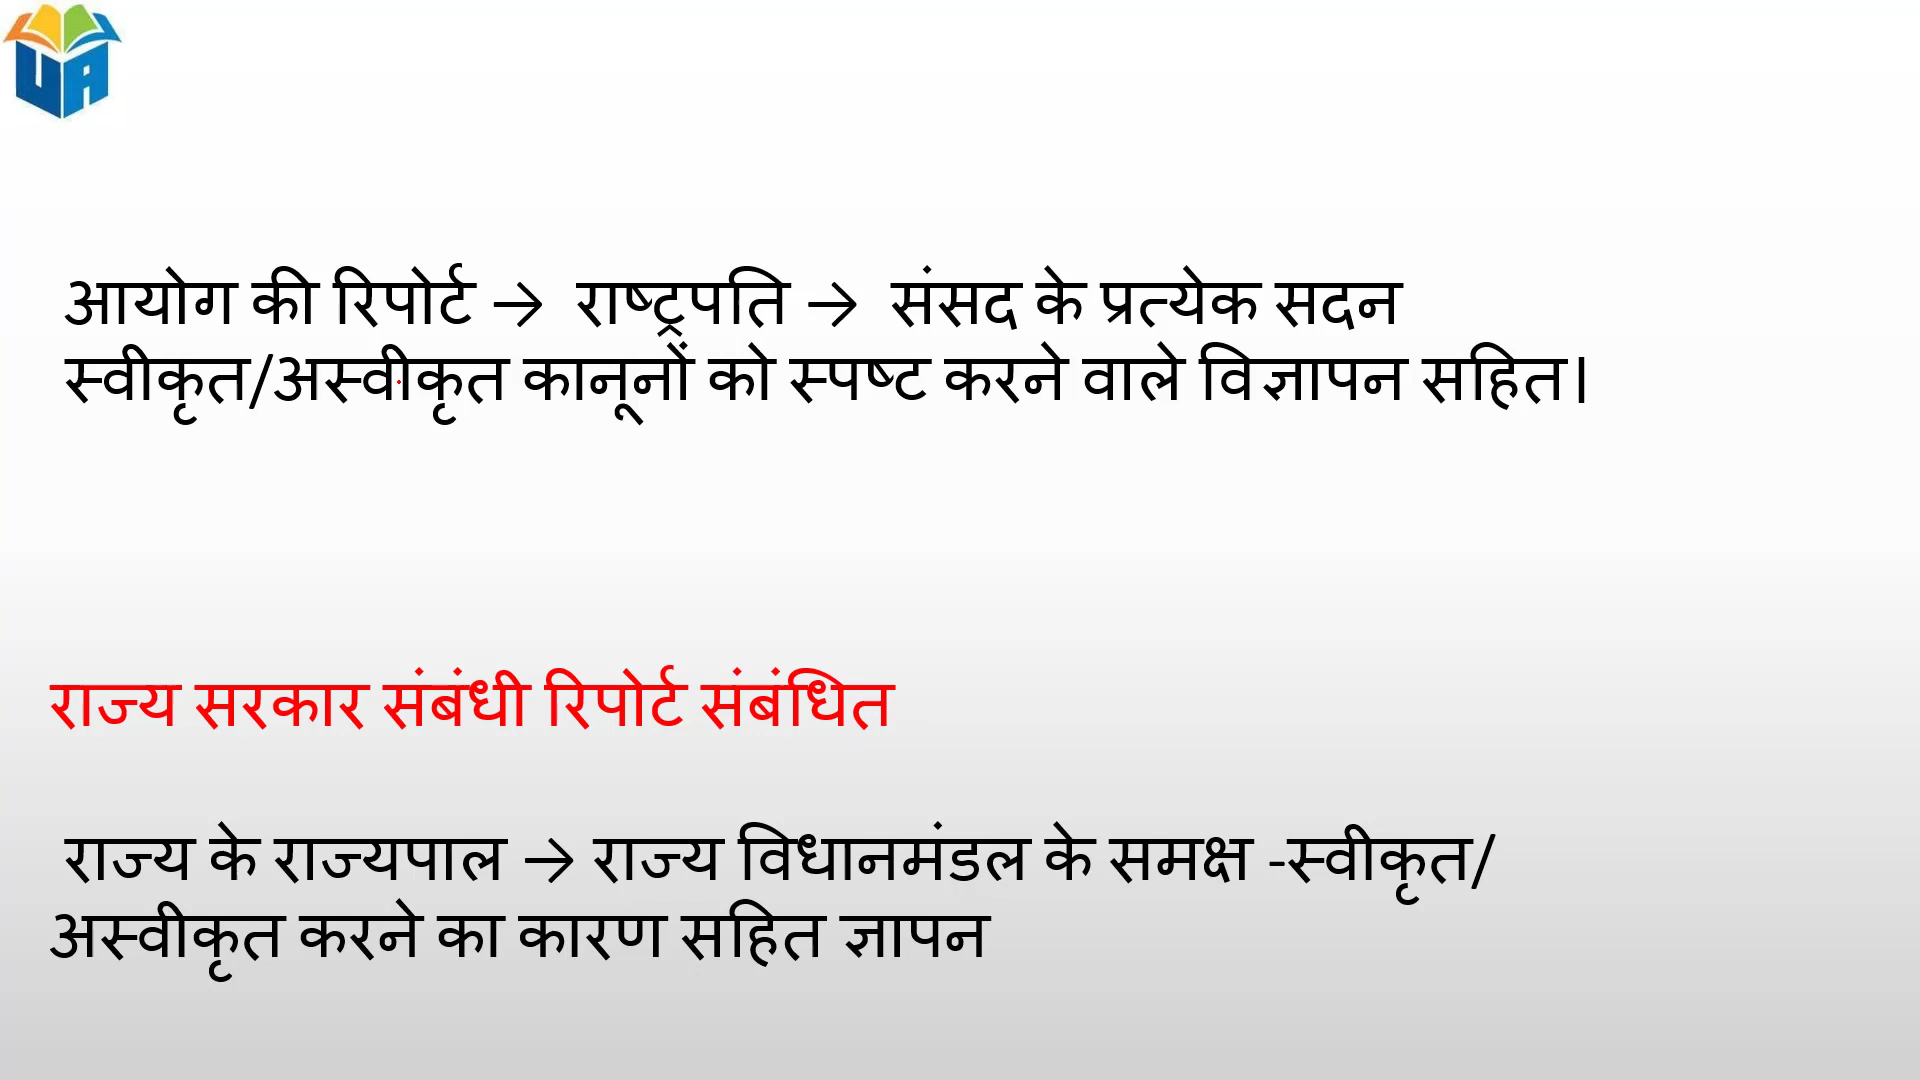 UA
आयोग की रिपोर्ट → राष्ट्रपति → संसद के प्रत्येक सदन
स्वीकृत/अस्वीकृत कानूनों को स्पष्ट करने वाले विज्ञापन सहित।
राज्य सरकार संबंधी रिपोर्ट संबंधित
राज्य के राज्यपाल → राज्य विधानमंडल के समक्ष -स्वीकृत/
अस्वीकृत करने का कारण सहित ज्ञापन